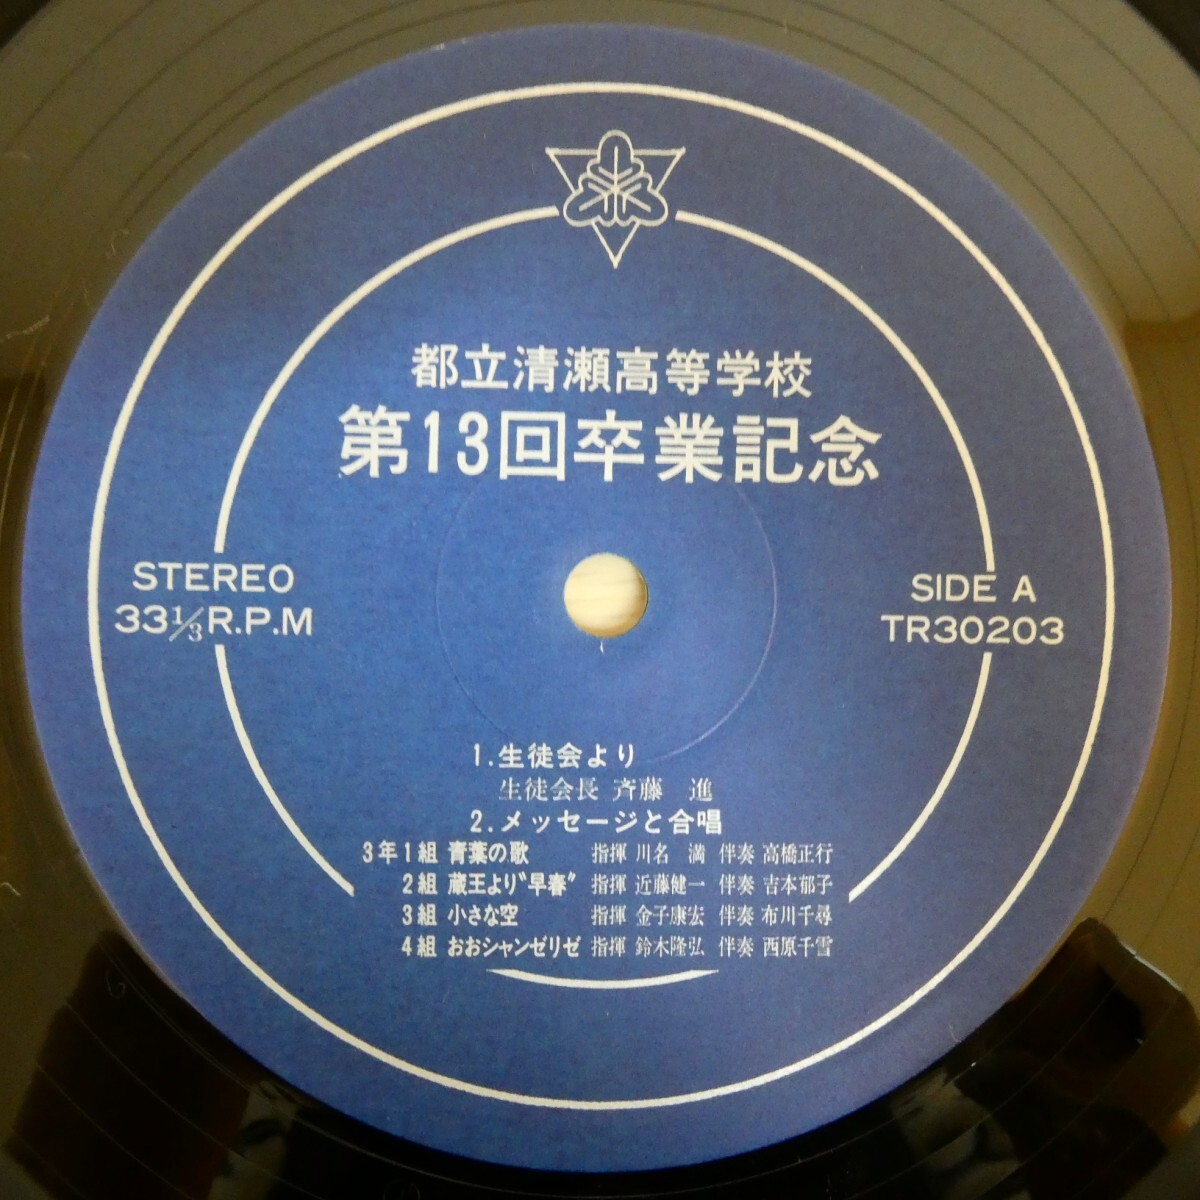 都立清瀬高等学校
第13回卒業記念
STEREO
33 1/3 R.P.M
SIDE A
TR30203
1.生徒会より
生徒会長 斉藤 進
2.メッセージと合唱
3年1組 青葉の歌 指揮 川名 満 伴奏 高橋正行
2組 蔵王より〝早春〟 指揮 近藤健一 伴奏 吉本郁子
3組 小さな空 指揮 金子康宏 伴奏 布川千尋
4組 おおシャンゼリゼ 指揮 鈴木隆弘 伴奏 西原千雪